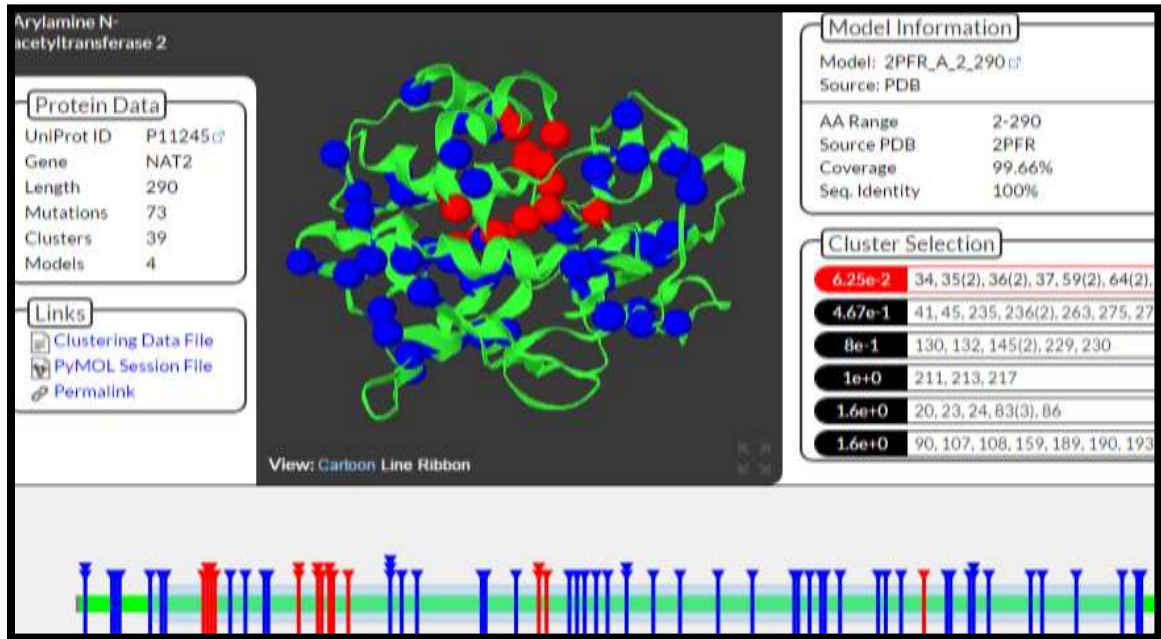 Arylamine N-
acetyltransferase 2
Protein Data
UniProt ID P11245
Gene NAT2
Length 290
Mutations 73
Clusters 39
Models 4
Links
Clustering Data File
PyMOL Session File
Permalink
View: Cartoon Line Ribbon
Model Information
Model: 2PFR_A_2_290
Source: PDB
AA Range 2-290
Source PDB 2PFR
Coverage 99.66%
Seq. Identity 100%
Cluster Selection
6.25e-2 34, 35(2), 36(2), 37, 59(2), 64(2),
4.67e-1 41, 45, 235, 236(2), 263, 275, 27
8e-1 130, 132, 145(2), 229, 230
1e+0 211, 213, 217
1.6e+0 20, 23, 24, 83(3), 86
1.6e+0 90, 107, 108, 159, 189, 190, 193